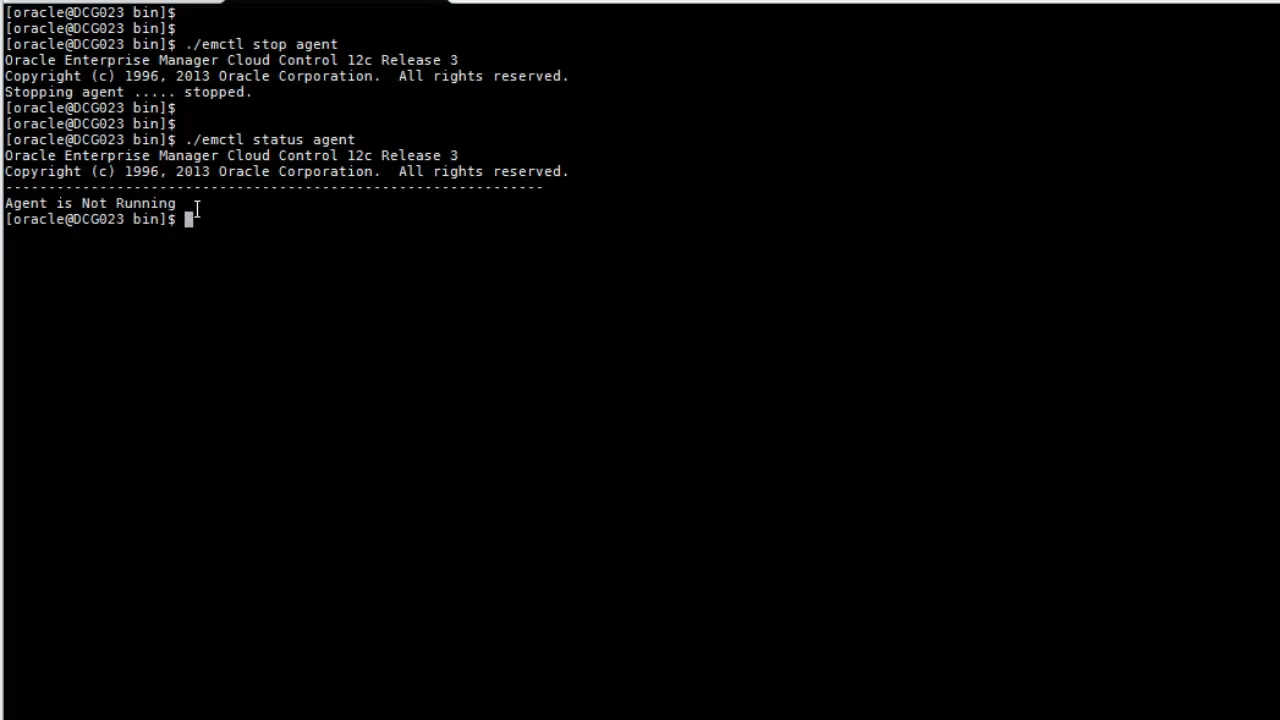 [oracle@DCG023 bin]$
[oracle@DCG023 bin]$
[oracle@DCG023 bin]$ ./emctl stop agent
Oracle Enterprise Manager Cloud Control 12c Release 3
Copyright (c) 1996, 2013 Oracle Corporation.  All rights reserved.
Stopping agent ..... stopped.
[oracle@DCG023 bin]$
[oracle@DCG023 bin]$
[oracle@DCG023 bin]$ ./emctl status agent
Oracle Enterprise Manager Cloud Control 12c Release 3
Copyright (c) 1996, 2013 Oracle Corporation.  All rights reserved.
---------------------------------------------------------------
Agent is Not Running
[oracle@DCG023 bin]$